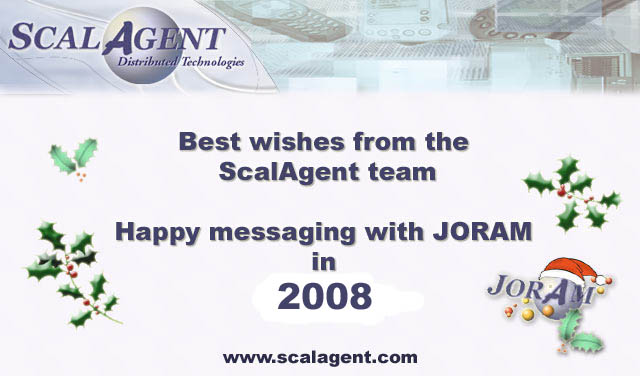 SCALAGENT
Distributed Technologies
Best wishes from the
ScalAgent team
Happy messaging with JORAM
in
2008
JORAM
www.scalagent.com